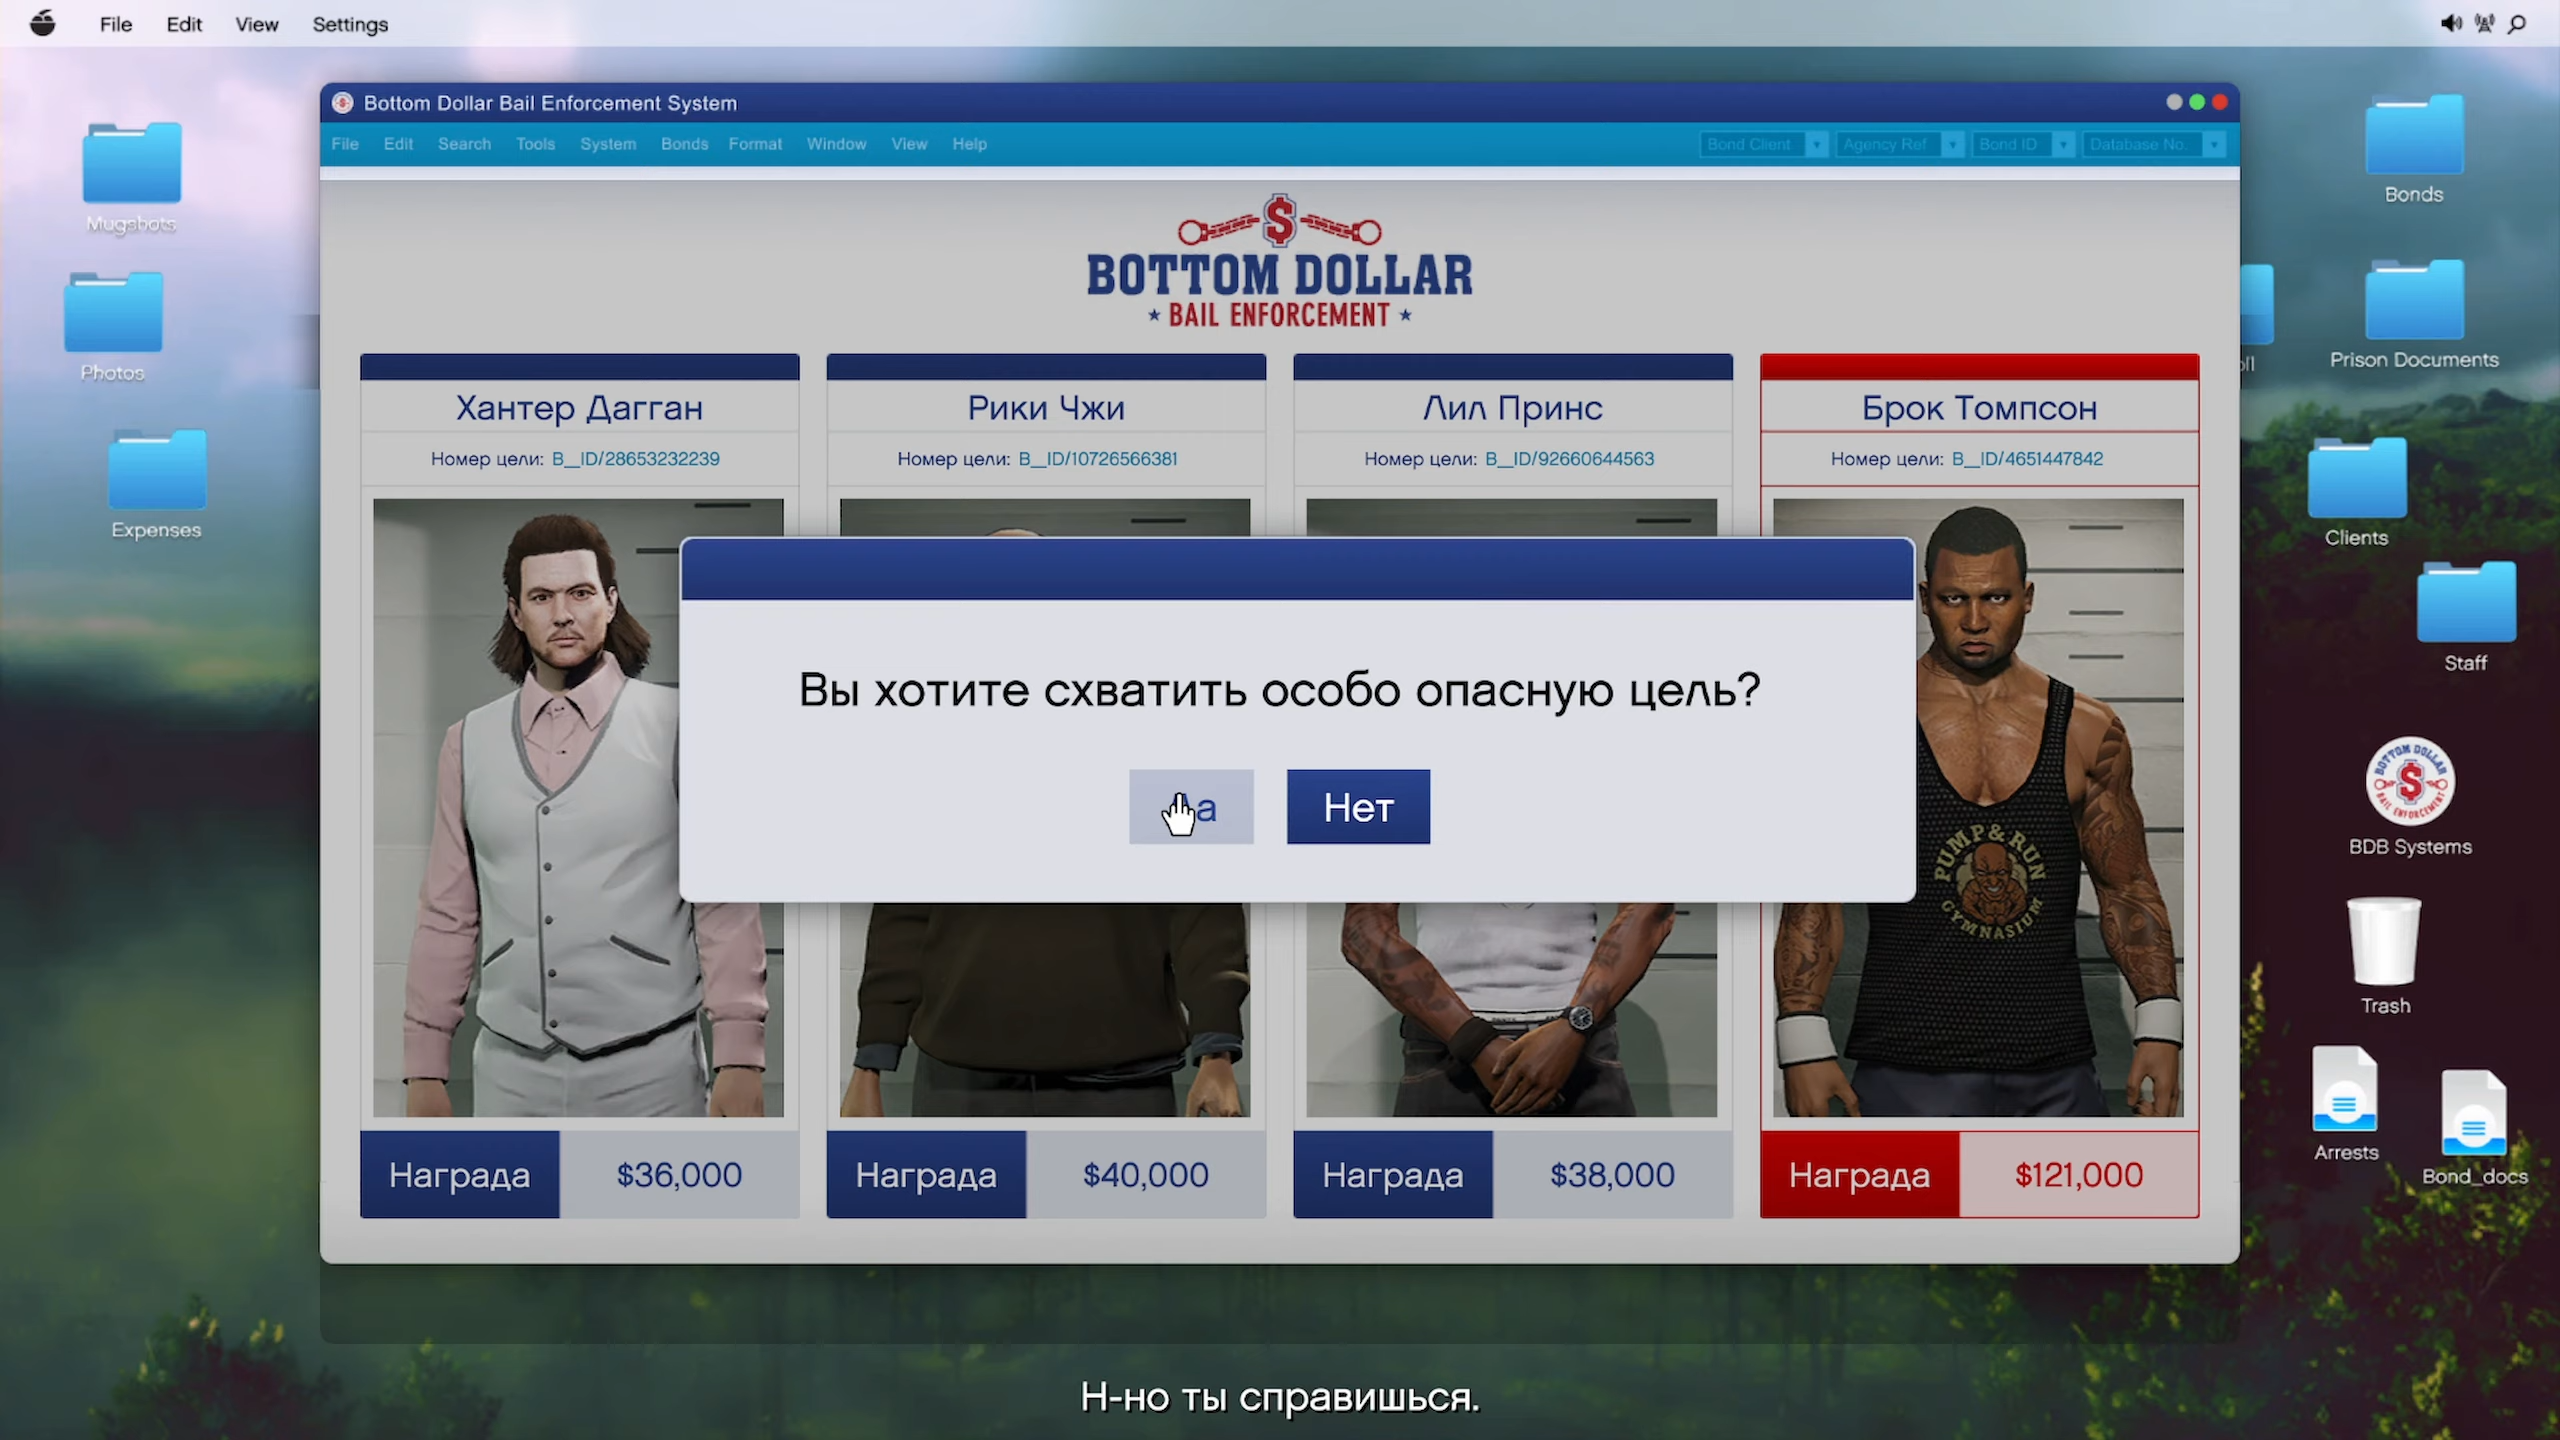 File Edit View Settings
Bottom Dollar Bail Enforcement System
File Edit Search Tools System Bonds Format Window View Help
Bond Client Agency Ref Bond ID Database No.
Mugshots
Photos
Expenses
$
BOTTOM DOLLAR
BAIL ENFORCEMENT
Хантер Дагган
Номер цели: B_ID/28653232239
Награда $36,000
Рики Чжи
Номер цели: B_ID/10726566381
Награда $40,000
Лил Принс
Номер цели: B_ID/92660644563
Награда $38,000
Брок Томпсон
Номер цели: B_ID/4651447842
PUMP & RUN
GYMNASIUM
Награда $121,000
Вы хотите схватить особо опасную цель?
Нет
Bonds
Prison Documents
Clients
Staff
BOTTOM DOLLAR
$
BAIL ENFORCEMENT
BDB Systems
Trash
Arrests
Bond_docs
Н-но ты справишься.